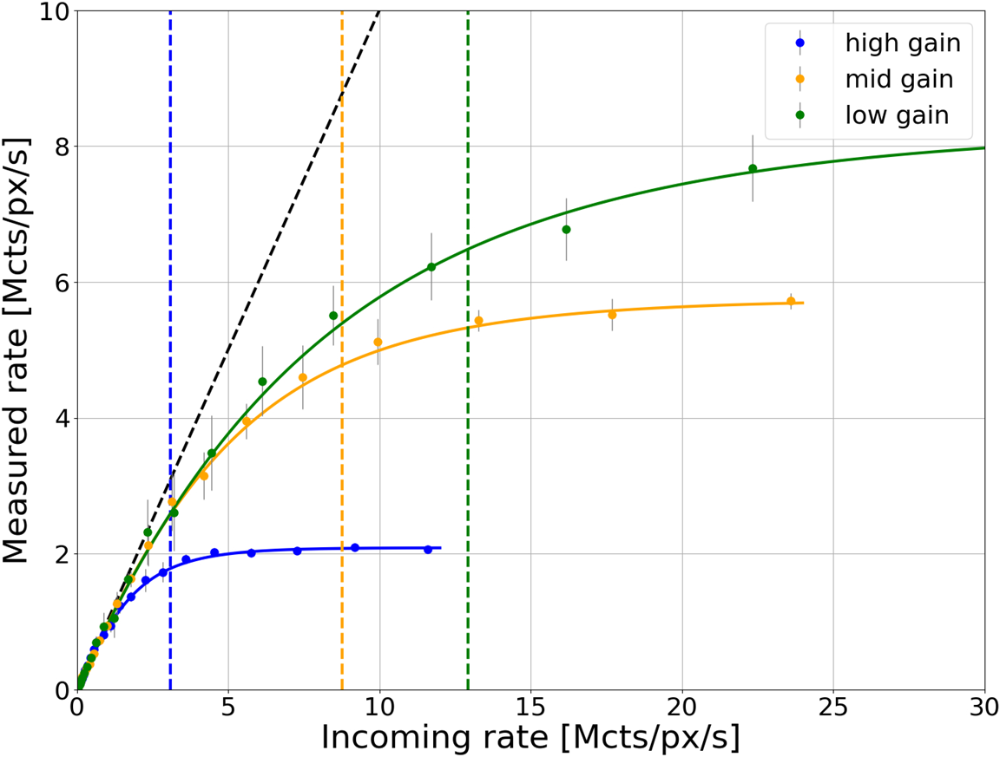 10
8
6
4
2
0
Measured rate [Mcts/px/s]
high gain
mid gain
low gain
0 5 10 15 20 25 30
Incoming rate [Mcts/px/s]